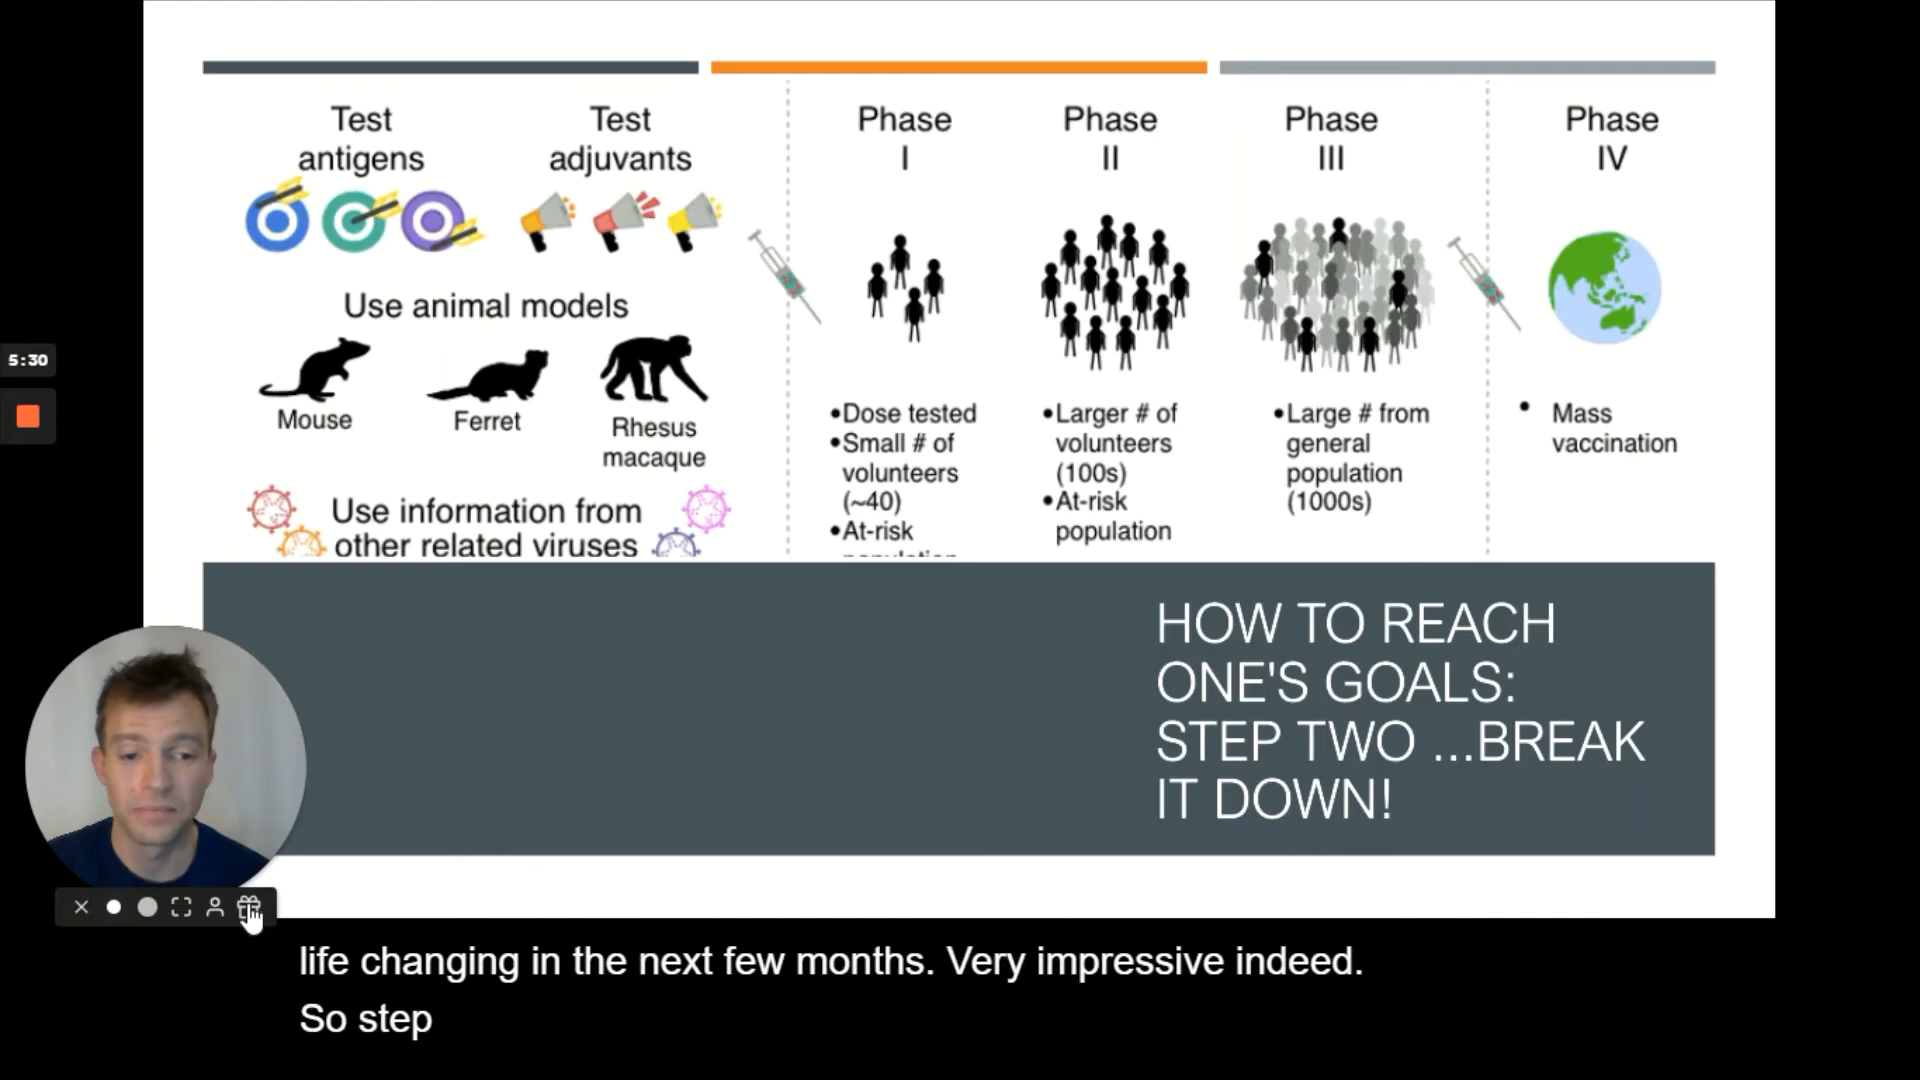 Test
antigens
Test
adjuvants
Use animal models
Mouse
Ferret
Rhesus
macaque
Use information from
other related viruses
Phase
I
•Dose tested
•Small # of
volunteers
(~40)
•At-risk
population
Phase
II
•Larger # of
volunteers
(100s)
•At-risk
population
Phase
III
•Large # from
general
population
(1000s)
Phase
IV
• Mass
vaccination
5:30
HOW TO REACH
ONE'S GOALS:
STEP TWO ...BREAK
IT DOWN!
life changing in the next few months. Very impressive indeed.
So step